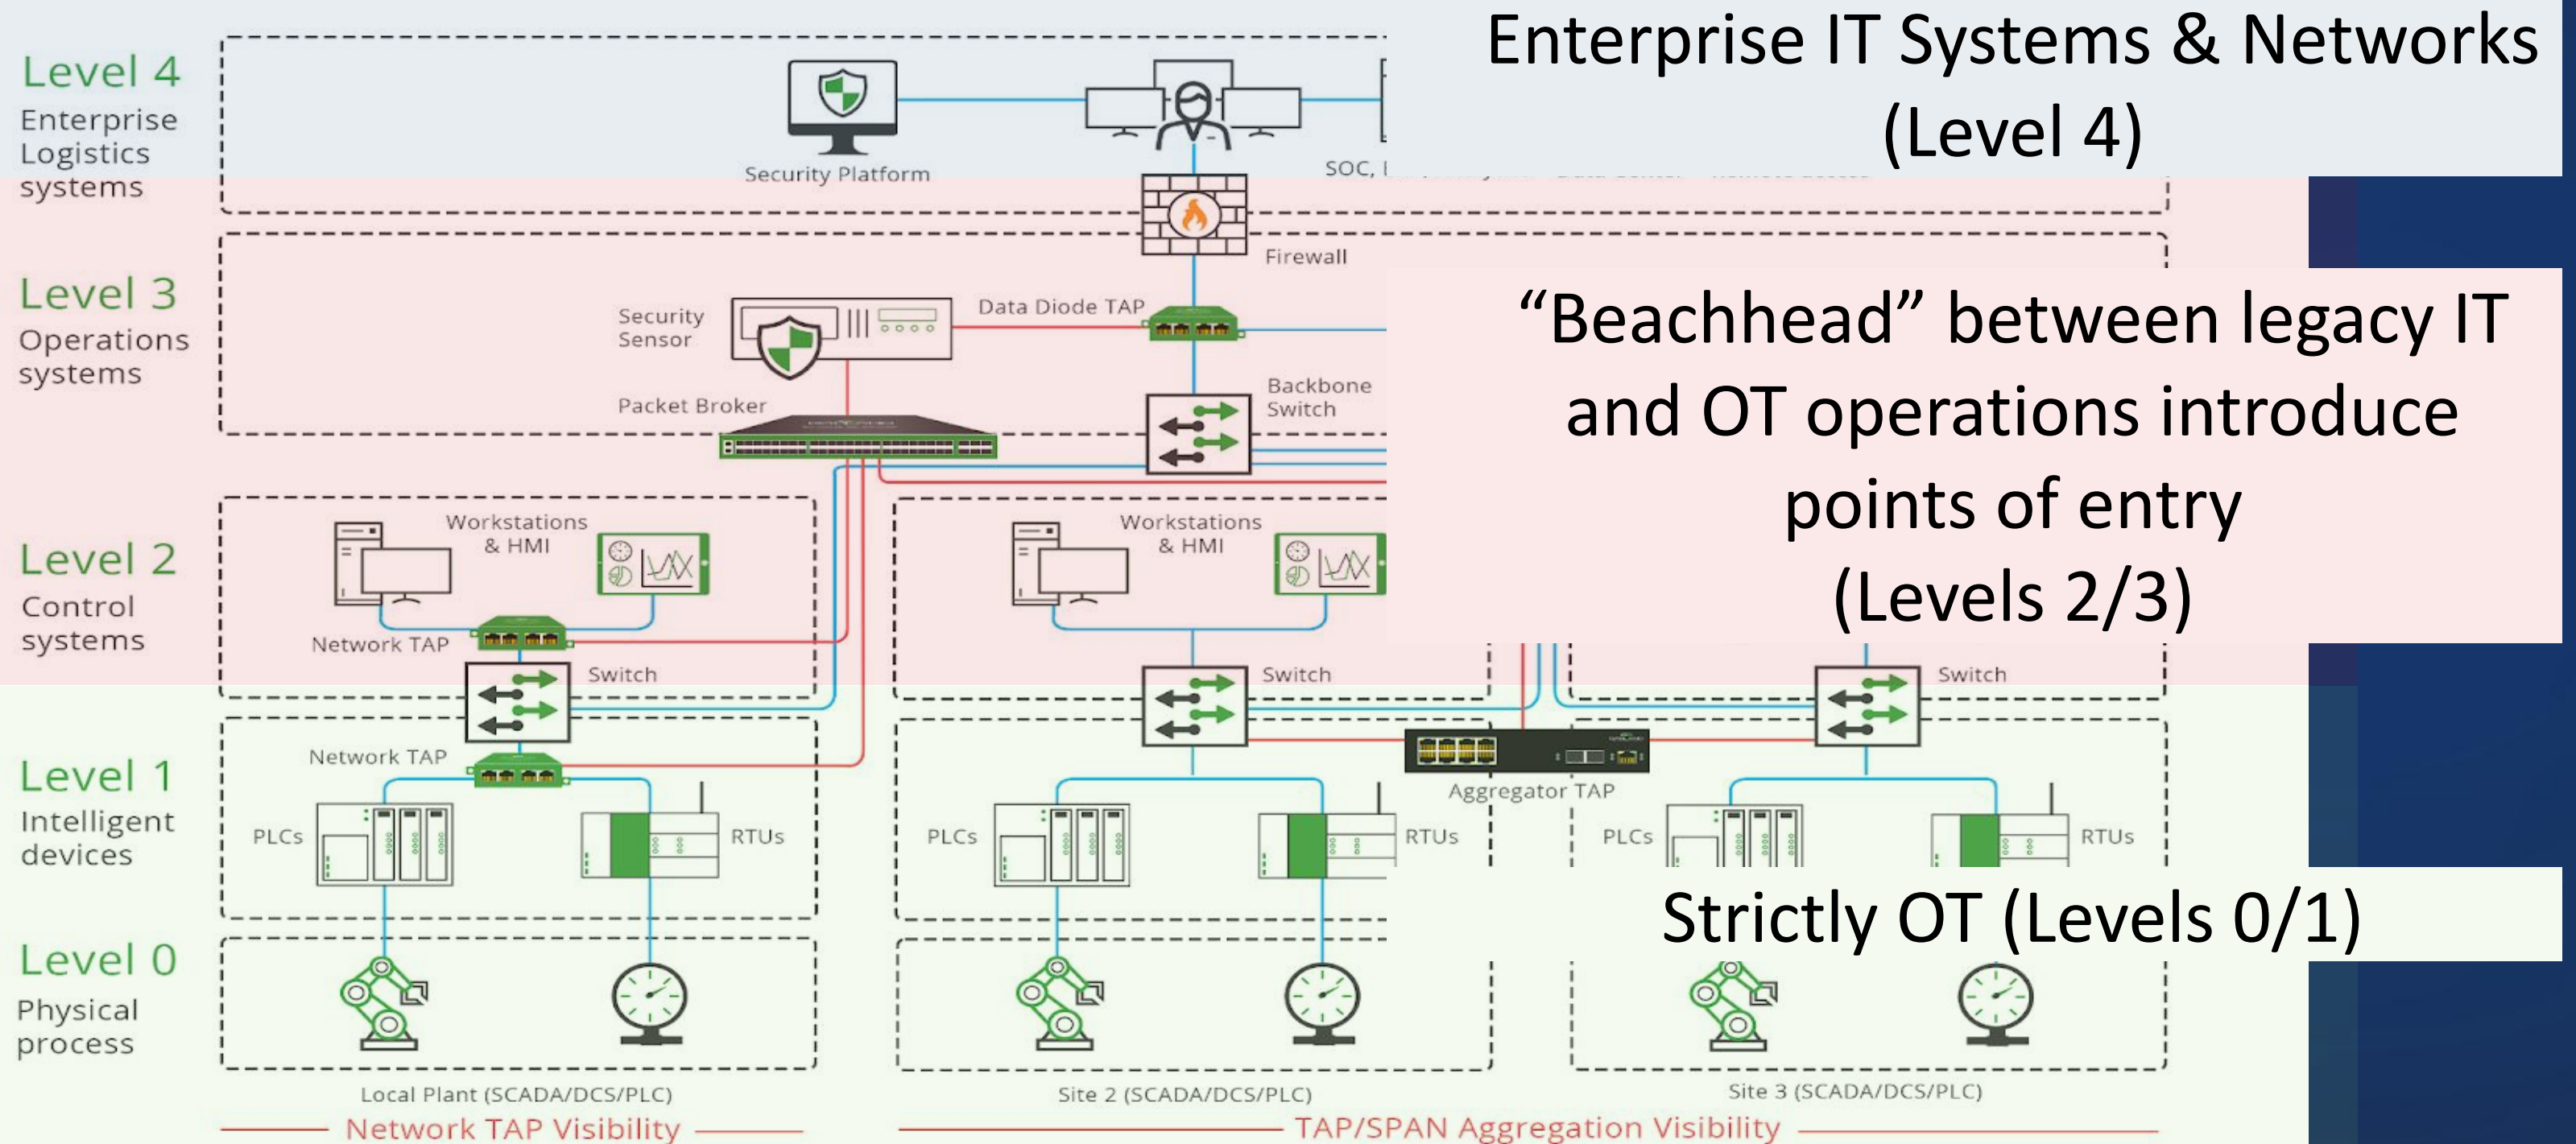 Enterprise IT Systems & Networks
(Level 4)
Level 4
Enterprise
Logistics
systems
Security Platform
SOC,
Firewall
Level 3
Operations
systems
Security
Sensor
Data Diode TAP
Packet Broker
Backbone
Switch
“Beachhead” between legacy IT
and OT operations introduce
points of entry
(Levels 2/3)
Level 2
Control
systems
Workstations
& HMI
Network TAP
Switch
Workstations
& HMI
Switch
Switch
Level 1
Intelligent
devices
Network TAP
PLCs
RTUs
PLCs
RTUs
Aggregator TAP
PLCs
RTUs
Strictly OT (Levels 0/1)
Level 0
Physical
process
Local Plant (SCADA/DCS/PLC)
Site 2 (SCADA/DCS/PLC)
Site 3 (SCADA/DCS/PLC)
Network TAP Visibility
TAP/SPAN Aggregation Visibility